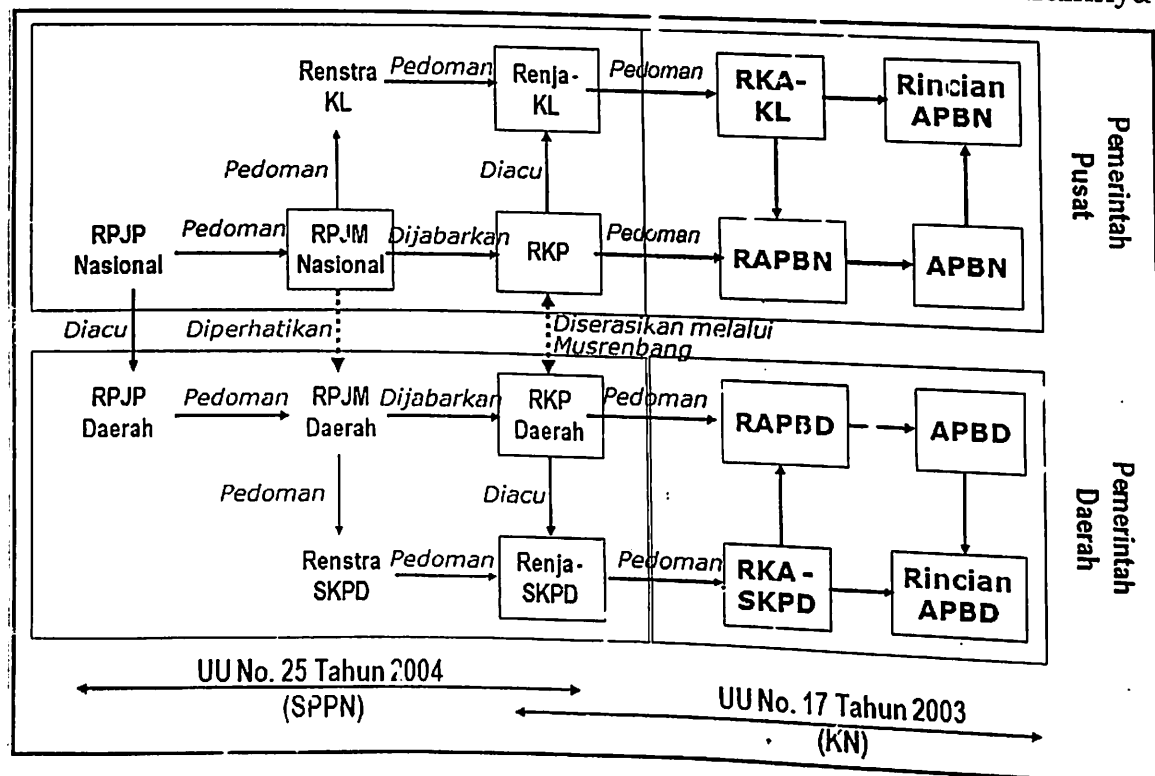 Renstra
KL
Pedoman
Renja-
KL
Pedoman
RKA-
KL
Rincian
APBN
Pedoman
Diacu
RPJP
Nasional
Pedoman
RPJM
Nasional
Dijabarkan
RKP
Pedoman
RAPBN
APBN
Pemerintah
Pusat
Diacu
Diperhatikan
Diserasikan melalui
Musrenbang
RPJP
Daerah
Pedoman
RPJM
Daerah
Dijabarkan
RKP
Daerah
Pedoman
RAPBD
APBD
Pedoman
Diacu
Renstra
SKPD
Pedoman
Renja-
SKPD
Pedoman
RKA -
SKPD
Rincian
APBD
Pemerintah
Daerah
UU No. 25 Tahun 2004
(SPPN)
UU No. 17 Tahun 2003
(KN)